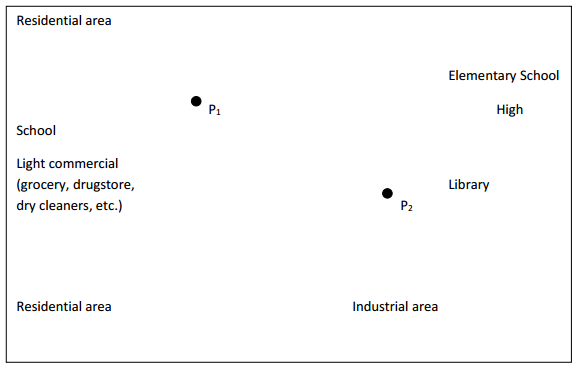 Residential area
Elementary School
P1
High
School
Light commercial
(grocery, drugstore,
dry cleaners, etc.)
Library
P2
Residential area
Industrial area